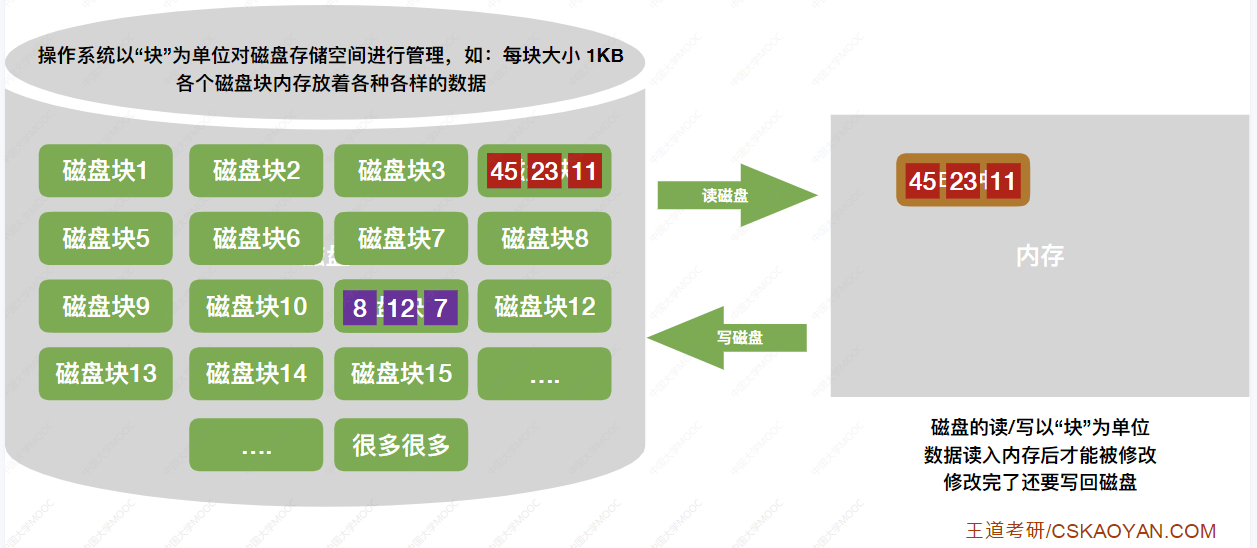 操作系统以“块”为单位对磁盘存储空间进行管理，如：每块大小 1KB
各个磁盘块内存放着各种各样的数据
磁盘块1 磁盘块2 磁盘块3 45 23 11
磁盘块5 磁盘块6 磁盘块7 磁盘块8
磁盘块9 磁盘块10 8 12 7 磁盘块12
磁盘块13 磁盘块14 磁盘块15 ....
.... 很多很多
读磁盘
写磁盘
45 23 11
内存
磁盘的读/写以“块”为单位
数据读入内存后才能被修改
修改完了还要写回磁盘
王道考研/CSKAOYAN.COM
中国大学MOOC